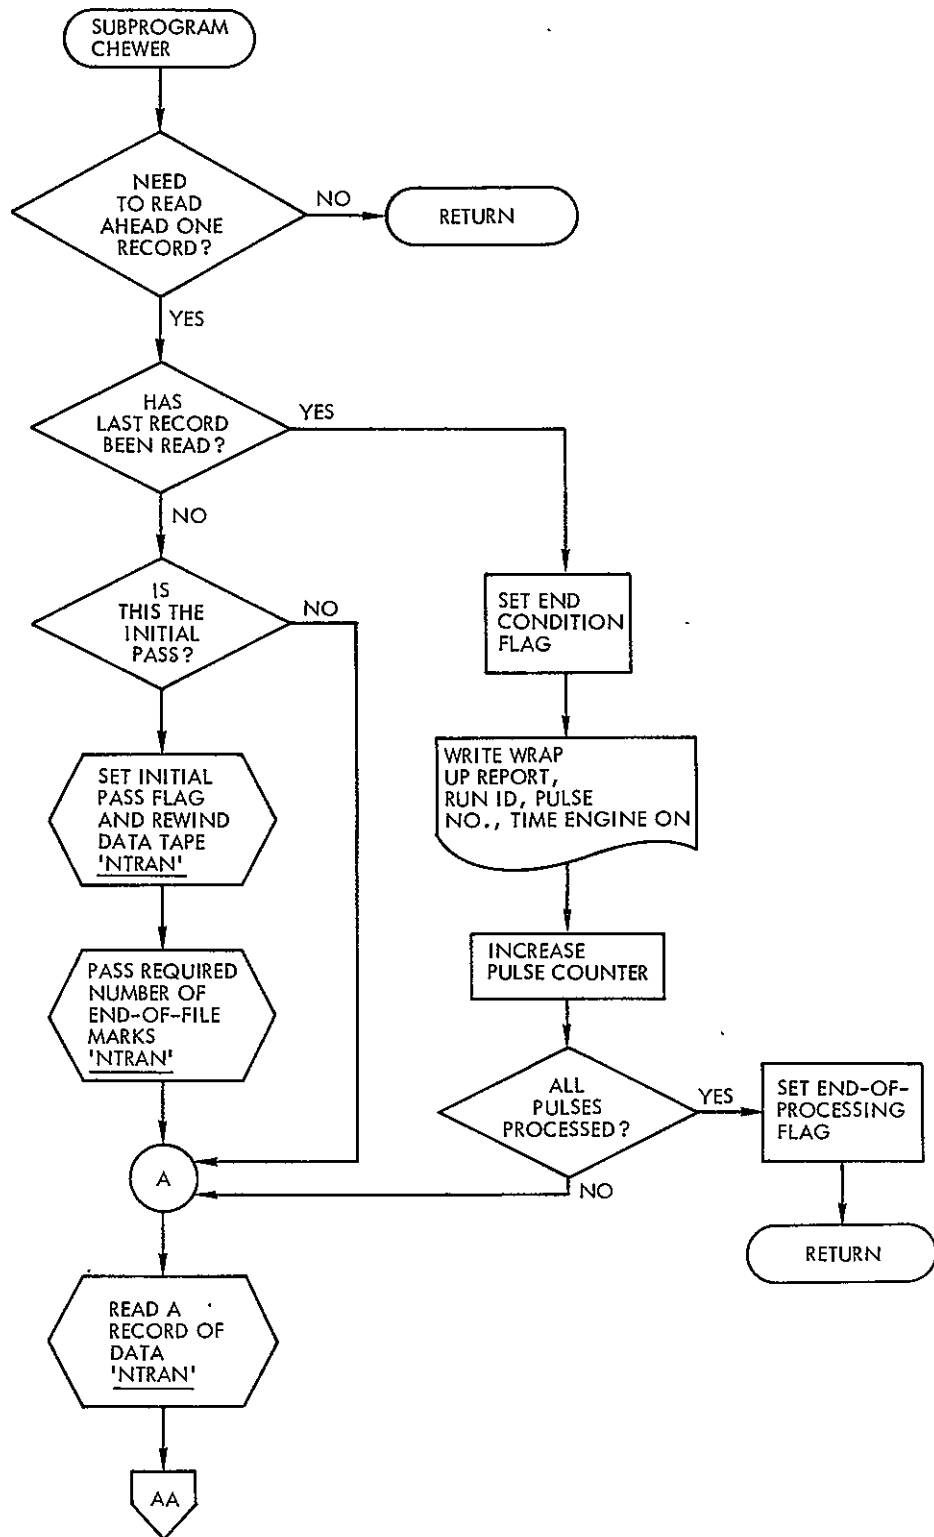 SUBPROGRAM
CHEWER
NEED
TO READ
AHEAD ONE
RECORD?
NO
RETURN
YES
HAS
LAST RECORD
BEEN READ?
YES
NO
IS
THIS THE
INITIAL
PASS?
NO
SET END
CONDITION
FLAG
SET INITIAL
PASS FLAG
AND REWIND
DATA TAPE
'NTRAN'
WRITE WRAP
UP REPORT,
RUN ID, PULSE
NO., TIME ENGINE ON
PASS REQUIRED
NUMBER OF
END-OF-FILE
MARKS
'NTRAN'
INCREASE
PULSE COUNTER
ALL
PULSES
PROCESSED?
YES
SET END-OF-
PROCESSING
FLAG
NO
A
RETURN
READ A
RECORD OF
DATA
'NTRAN'
AA